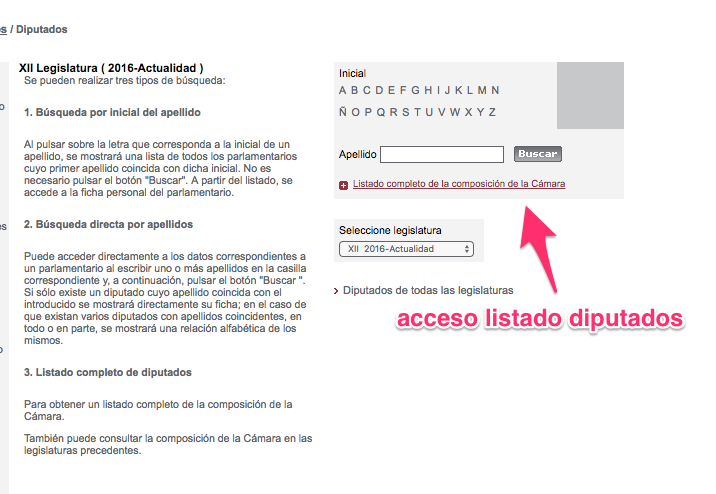 s / Diputados
XII Legislatura ( 2016-Actualidad )
Se pueden realizar tres tipos de búsqueda:
1. Búsqueda por inicial del apellido
Al pulsar sobre la letra que corresponda a la inicial de un
apellido, se mostrará una lista de todos los parlamentarios
cuyo primer apellido coincida con dicha inicial. No es
necesario pulsar el botón "Buscar". A partir del listado, se
accede a la ficha personal del parlamentario.
2. Búsqueda directa por apellidos
Puede acceder directamente a los datos correspondientes a
un parlamentario al escribir uno o más apellidos en la casilla
correspondiente y, a continuación, pulsar el botón "Buscar ".
Si sólo existe un diputado cuyo apellido coincida con el
introducido se mostrará directamente su ficha; en el caso de
que existan varios diputados con apellidos coincidentes, en
todo o en parte, se mostrará una relación alfabética de los
mismos.
3. Listado completo de diputados
Para obtener un listado completo de la composición de la
Cámara.
También puede consultar la composición de la Cámara en las
legislaturas precedentes.
Inicial
A B C D E F G H I J K L M N
Ñ O P Q R S T U V W X Y Z
Apellido Buscar
Listado completo de la composición de la Cámara
Seleccione legislatura
XII 2016-Actualidad
Diputados de todas las legislaturas
acceso listado diputados